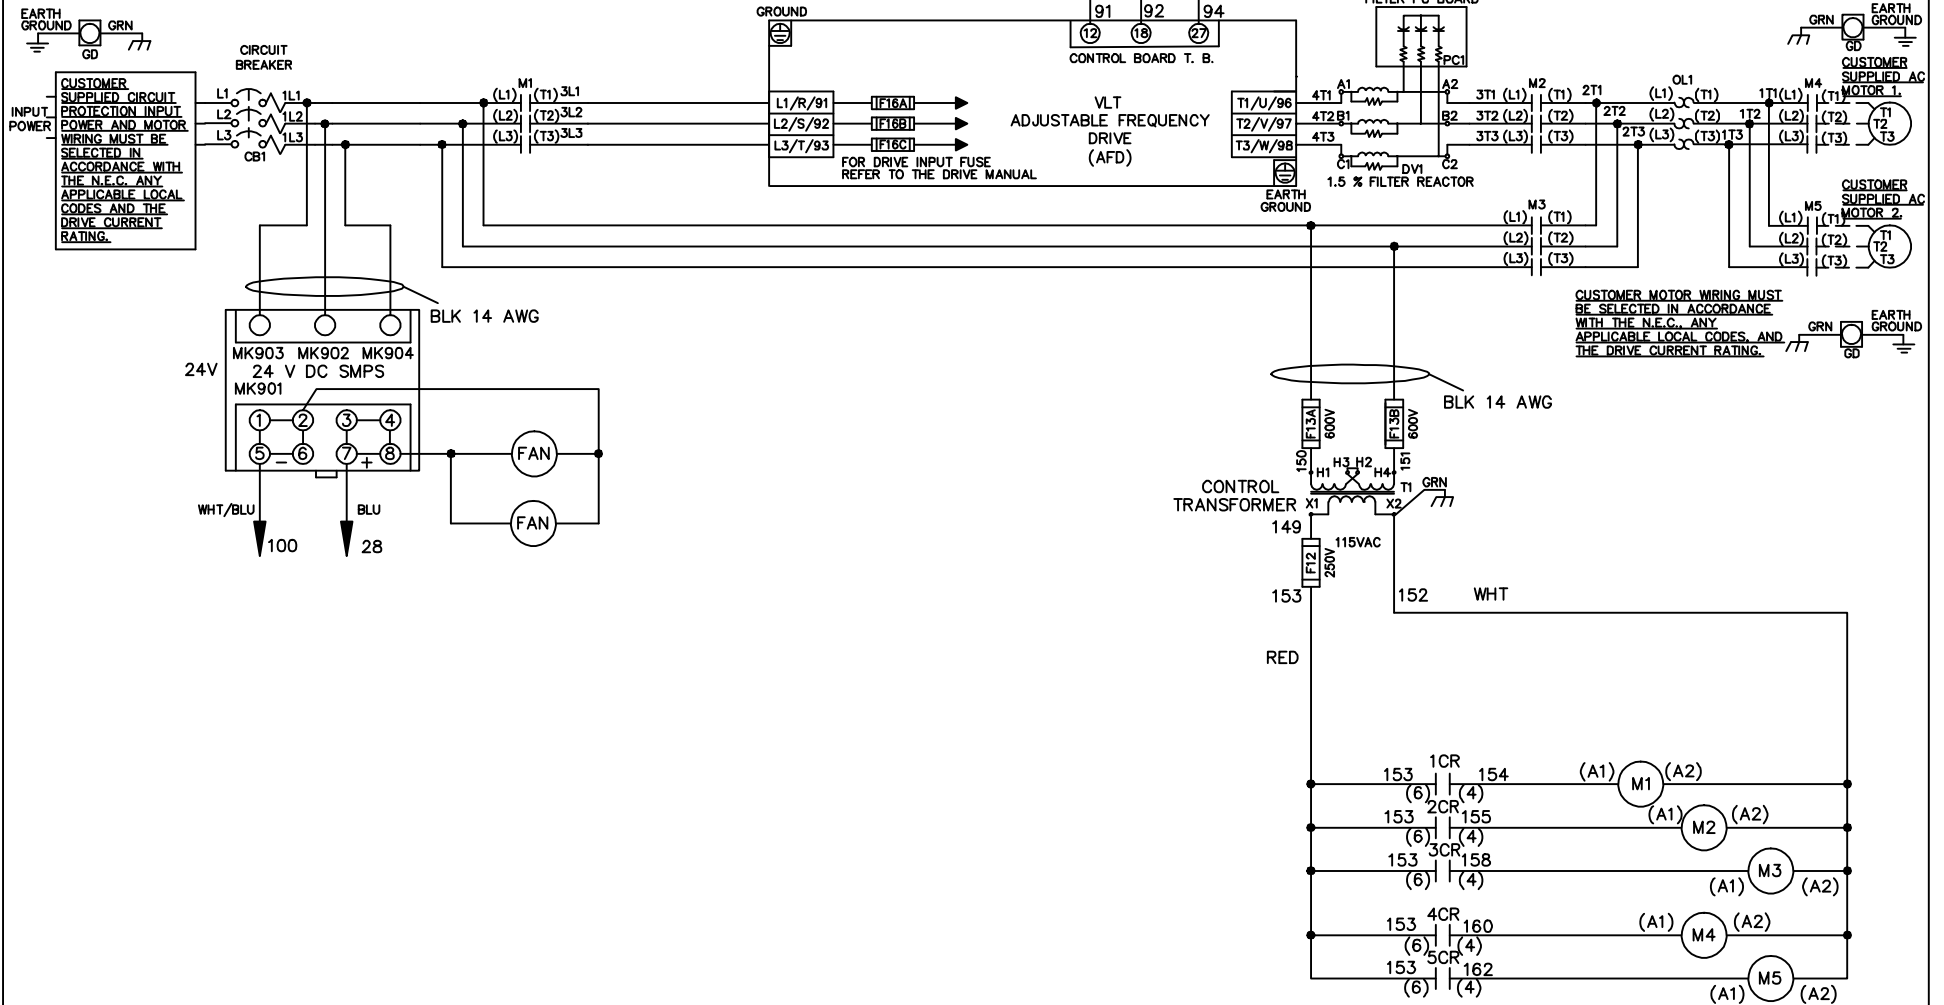 EARTH
GROUND
GRN
GD
CIRCUIT
BREAKER
INPUT
POWER
CUSTOMER
SUPPLIED CIRCUIT
PROTECTION INPUT
POWER AND MOTOR
WIRING MUST BE
SELECTED IN
ACCORDANCE WITH
THE N.E.C. ANY
APPLICABLE LOCAL
CODES AND THE
DRIVE CURRENT
RATING.
L1 1L1
L2 1L2
L3 1L3
CB1
M1
(L1) (T1) 3L1
(L2) (T2) 3L2
(L3) (T3) 3L3
GROUND
L1/R/91
L2/S/92
L3/T/93
F16A
F16B
F16C
FOR DRIVE INPUT FUSE
REFER TO THE DRIVE MANUAL
91 92 94
12 18 27
CONTROL BOARD T. B.
VLT
ADJUSTABLE FREQUENCY
DRIVE
(AFD)
T1/U/96
T2/V/97
T3/W/98
EARTH
GROUND
PC1
4T1 A1 A2
4T2 B1 B2
4T3 C1 C2
DV1
1.5 % FILTER REACTOR
M2
3T1 (L1) (T1) 2T1
3T2 (L2) (T2) 2T2
3T3 (L3) (T3) 2T3
M3
(L1) (T1)
(L2) (T2)
(L3) (T3)
OL1
(L1) (T1) 1T1
(L2) (T2) 1T2
(L3) (T3) 1T3
GRN
GD
EARTH
GROUND
CUSTOMER
SUPPLIED AC
MOTOR 1.
M4
(L1) (T1) T1
(L2) (T2) T2
(L3) (T3) T3
CUSTOMER
SUPPLIED AC
MOTOR 2.
M5
(L1) (T1) T1
(L2) (T2) T2
(L3) (T3) T3
CUSTOMER MOTOR WIRING MUST
BE SELECTED IN ACCORDANCE
WITH THE N.E.C., ANY
APPLICABLE LOCAL CODES, AND
THE DRIVE CURRENT RATING.
GRN
GD
EARTH
GROUND
BLK 14 AWG
MK903 MK902 MK904
24V
24 V DC SMPS
MK901
1 2 3 4
5 – 6 7 + 8
FAN
FAN
WHT/BLU
100
BLU
28
BLK 14 AWG
F13A 600V
F13B 600V
150 151
H1 H3 H2 H4
T1
GRN
CONTROL
TRANSFORMER
X1 X2
149
115VAC
F12 250V
153
152 WHT
RED
1CR
153 154 (A1) M1 (A2)
(6) (4)
2CR
153 155 (A1) M2 (A2)
(6) (4)
3CR
153 158 M3
(6) (4) (A1) (A2)
4CR
153 160 (A1) M4 (A2)
(6) (4)
5CR
153 162 M5
(6) (4) (A1) (A2)